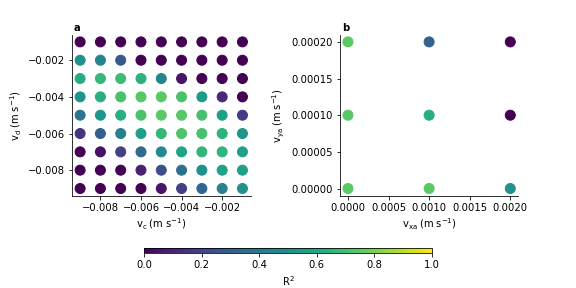 a
b
−0.002
−0.004
−0.006
−0.008
v_d (m s⁻¹)
−0.008 −0.006 −0.004 −0.002
v_c (m s⁻¹)
0.00020
0.00015
0.00010
0.00005
0.00000
v_ya (m s⁻¹)
0.0000 0.0005 0.0010 0.0015 0.0020
v_xa (m s⁻¹)
0.0 0.2 0.4 0.6 0.8 1.0
R²